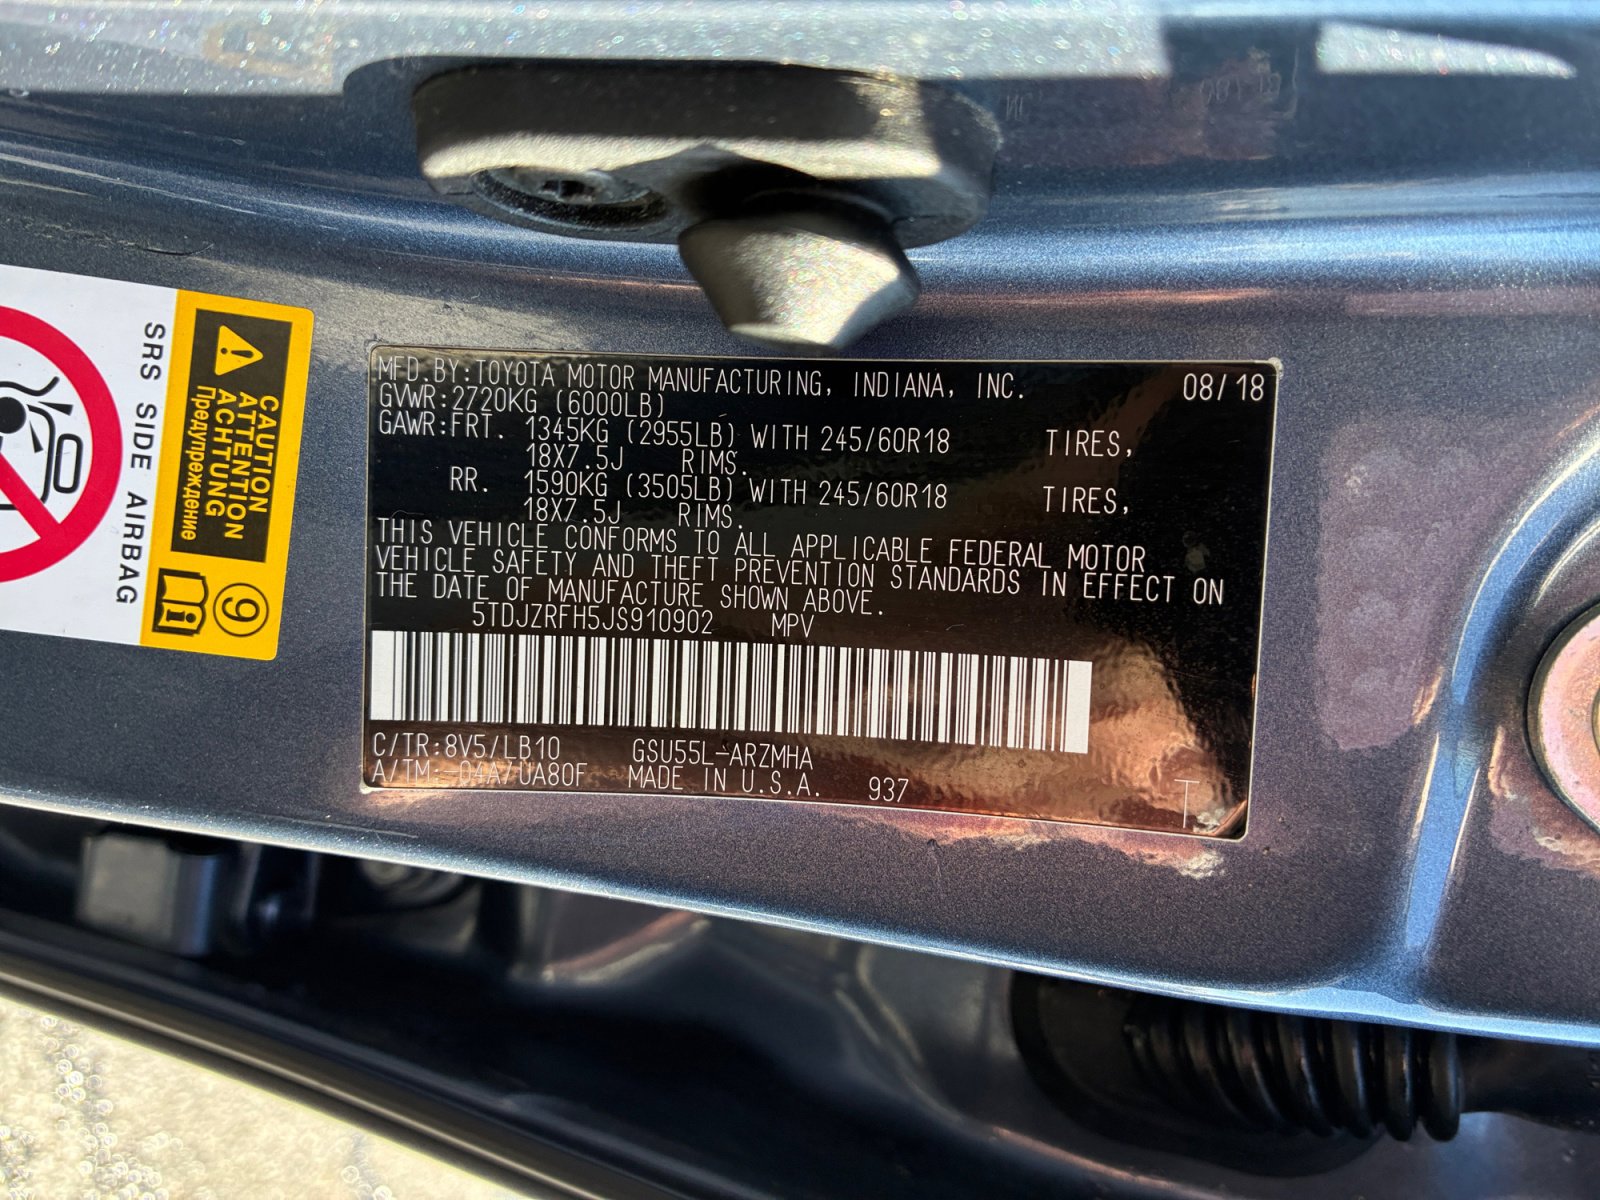 MFD.BY:TOYOTA MOTOR MANUFACTURING, INDIANA, INC. 08/18
GVWR:2720KG (6000LB)
GAWR:FRT. 1345KG (2955LB) WITH 245/60R18 TIRES,
18X7.5J RIMS.
RR. 1590KG (3505LB) WITH 245/60R18 TIRES,
18X7.5J RIMS.
THIS VEHICLE CONFORMS TO ALL APPLICABLE FEDERAL MOTOR
VEHICLE SAFETY AND THEFT PREVENTION STANDARDS IN EFFECT ON
THE DATE OF MANUFACTURE SHOWN ABOVE.
5TDJZRFH5JS910902 MPV
C/TR:8V5/LB10 GSU55L-ARZMHA
A/TM:-04A/UA80F MADE IN U.S.A. 937 T
CAUTION
ATTENTION
ACHTUNG
Предупреждение
9
SRS SIDE AIRBAG